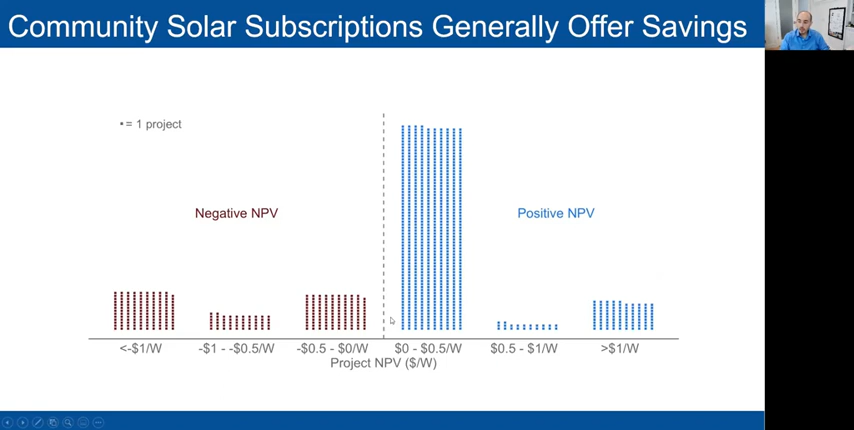 Community Solar Subscriptions Generally Offer Savings
• = 1 project
Negative NPV
Positive NPV
<-$1/W
-$1 - -$0.5/W
-$0.5 - $0/W
$0 - $0.5/W
$0.5 - $1/W
>$1/W
Project NPV ($/W)